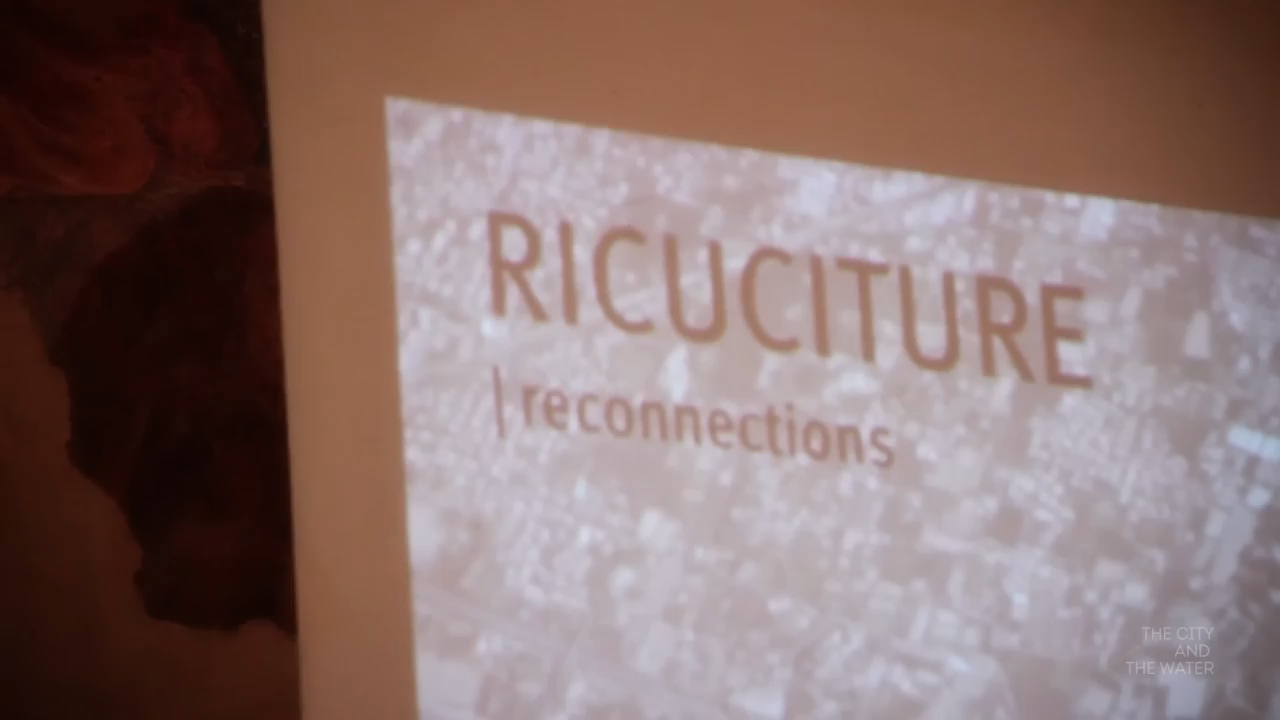 RICUCITURE
| reconnections
THE CITY
AND
THE WATER